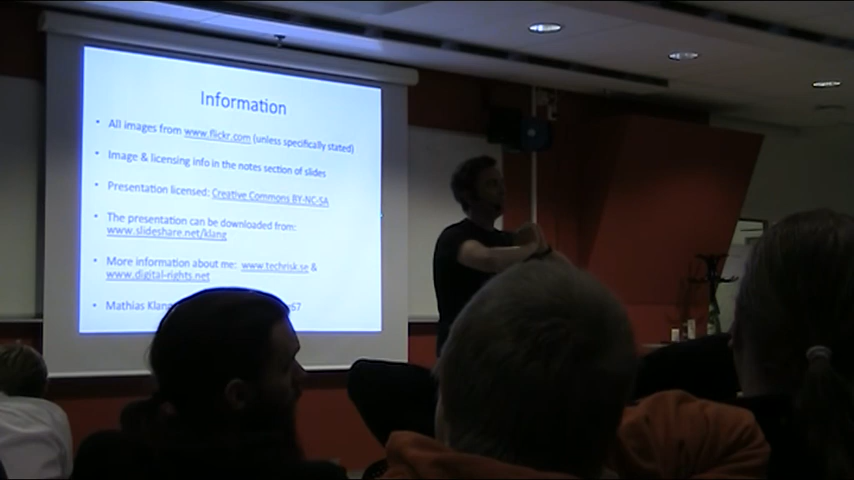 Information
• All images from www.flickr.com (unless specifically stated)
• Image & licensing info in the notes section of slides
• Presentation licensed: Creative Commons BY-NC-SA
• The presentation can be downloaded from:
www.slideshare.net/klang
• More information about me: www.techrisk.se &
www.digital-rights.net
• Mathias Klang